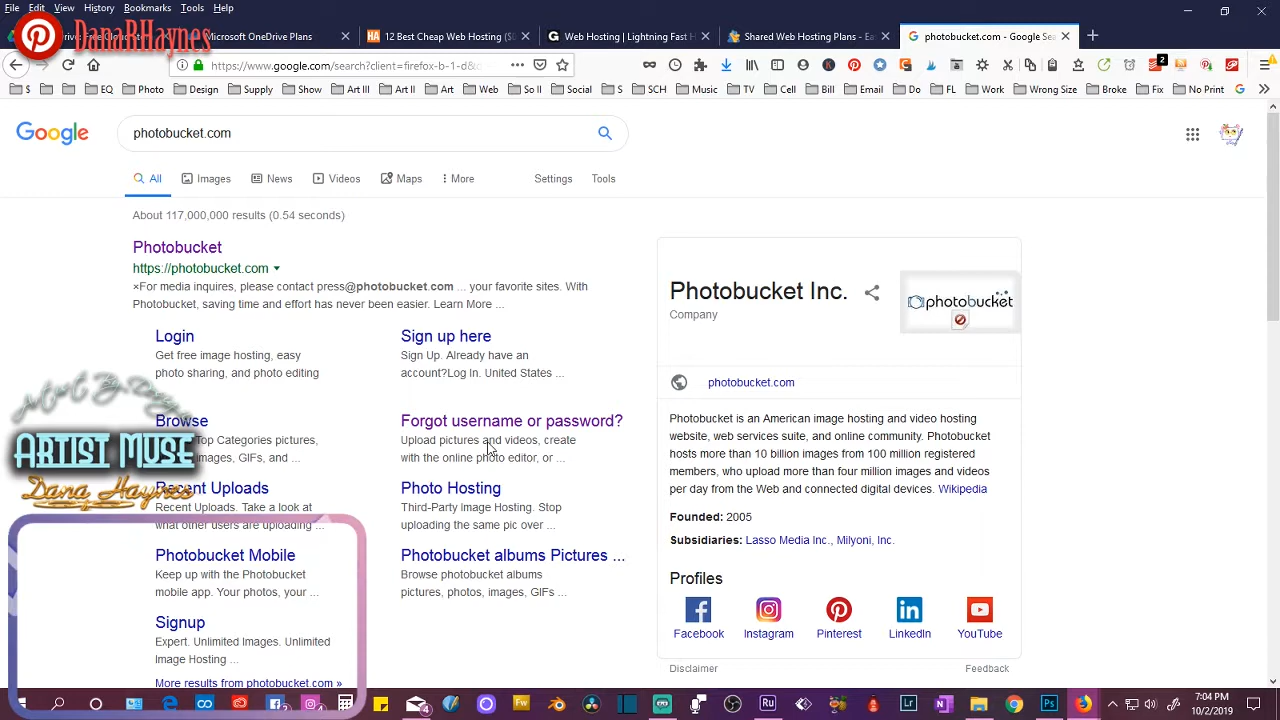 File Edit View History Bookmarks Tools Help
DanaRHaynes
Microsoft OneDrive Plans
12 Best Cheap Web Hosting ($
Web Hosting | Lightning Fast H
Shared Web Hosting Plans - Eas
photobucket.com - Google Sea
https://www.google.com/search?client=firefox-b-1-d&q
2
$ EQ Photo Design Supply Show Art III Art II Art Web So II Social S SCH Music TV Cell Bill Email Do FL Work Wrong Size Broke Fix No Print
Google
photobucket.com
All Images News Videos Maps More Settings Tools
About 117,000,000 results (0.54 seconds)
Photobucket
https://photobucket.com
×For media inquires, please contact press@photobucket.com ... your favorite sites. With
Photobucket, saving time and effort has never been easier. Learn More ...
Login
Get free image hosting, easy
photo sharing, and photo editing
Sign up here
Sign Up. Already have an
account?Log In. United States ...
Browse
Top Categories pictures,
images, GIFs, and ...
Forgot username or password?
Upload pictures and videos, create
with the online photo editor, or ...
Recent Uploads
Recent Uploads. Take a look at
what other users are uploading ...
Photo Hosting
Third-Party Image Hosting. Stop
uploading the same pic over ...
Photobucket Mobile
Keep up with the Photobucket
mobile app. Your photos, your ...
Photobucket albums Pictures ...
Browse photobucket albums
pictures, photos, images, GIFs ...
Signup
Expert. Unlimited Images. Unlimited
Image Hosting ...
More results from photobucket.com »
Photobucket Inc.
Company
photobucket
photobucket.com
Photobucket is an American image hosting and video hosting
website, web services suite, and online community. Photobucket
hosts more than 10 billion images from 100 million registered
members, who upload more than four million images and videos
per day from the Web and connected digital devices. Wikipedia
Founded: 2005
Subsidiaries: Lasso Media Inc., Milyoni, Inc.
Profiles
Facebook Instagram Pinterest LinkedIn YouTube
Disclaimer Feedback
ARTIST MUSE
Dana Haynes
7:04 PM
10/2/2019